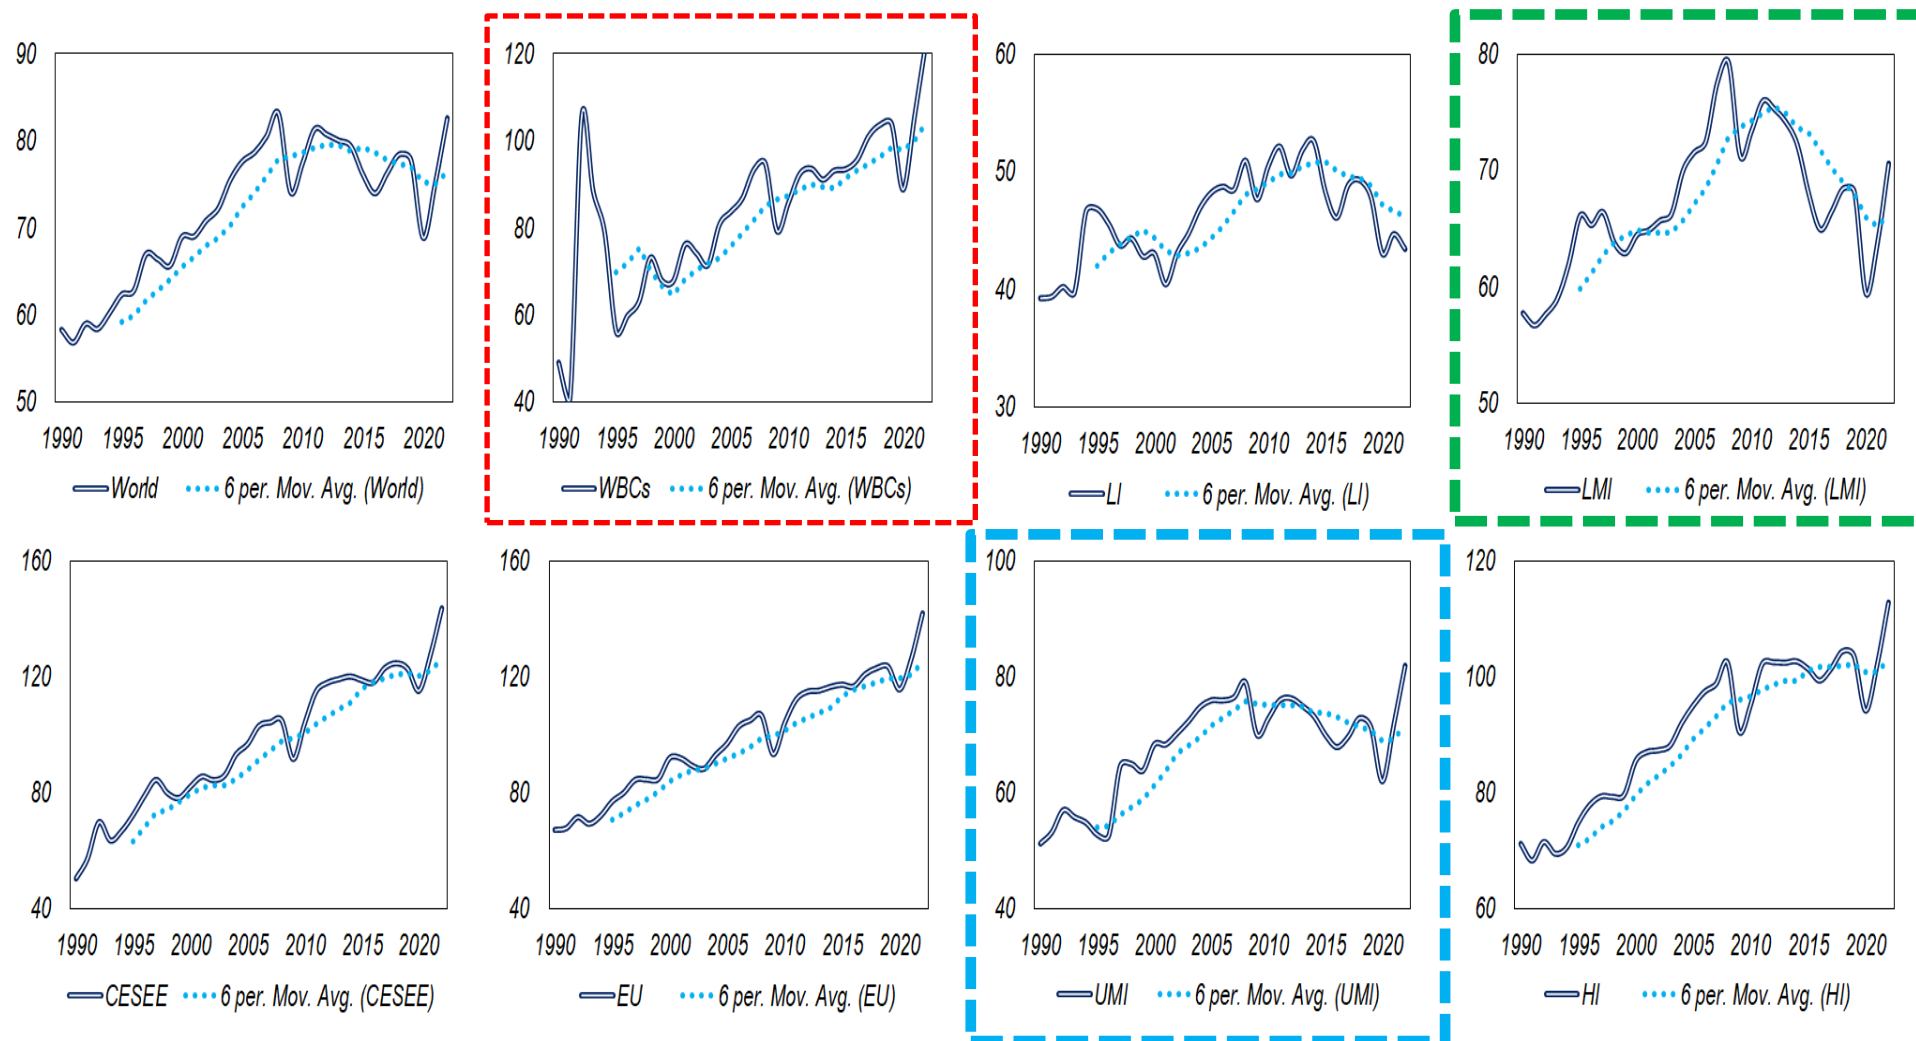 90
80
70
60
50
1990 1995 2000 2005 2010 2015 2020
World 6 per. Mov. Avg. (World)
120
100
80
60
40
1990 1995 2000 2005 2010 2015 2020
WBCs 6 per. Mov. Avg. (WBCs)
60
50
40
30
1990 1995 2000 2005 2010 2015 2020
LI 6 per. Mov. Avg. (LI)
80
70
60
50
1990 1995 2000 2005 2010 2015 2020
LMI 6 per. Mov. Avg. (LMI)
160
120
80
40
1990 1995 2000 2005 2010 2015 2020
CESEE 6 per. Mov. Avg. (CESEE)
160
120
80
40
1990 1995 2000 2005 2010 2015 2020
EU 6 per. Mov. Avg. (EU)
100
80
60
40
1990 1995 2000 2005 2010 2015 2020
UMI 6 per. Mov. Avg. (UMI)
120
100
80
60
1990 1995 2000 2005 2010 2015 2020
HI 6 per. Mov. Avg. (HI)